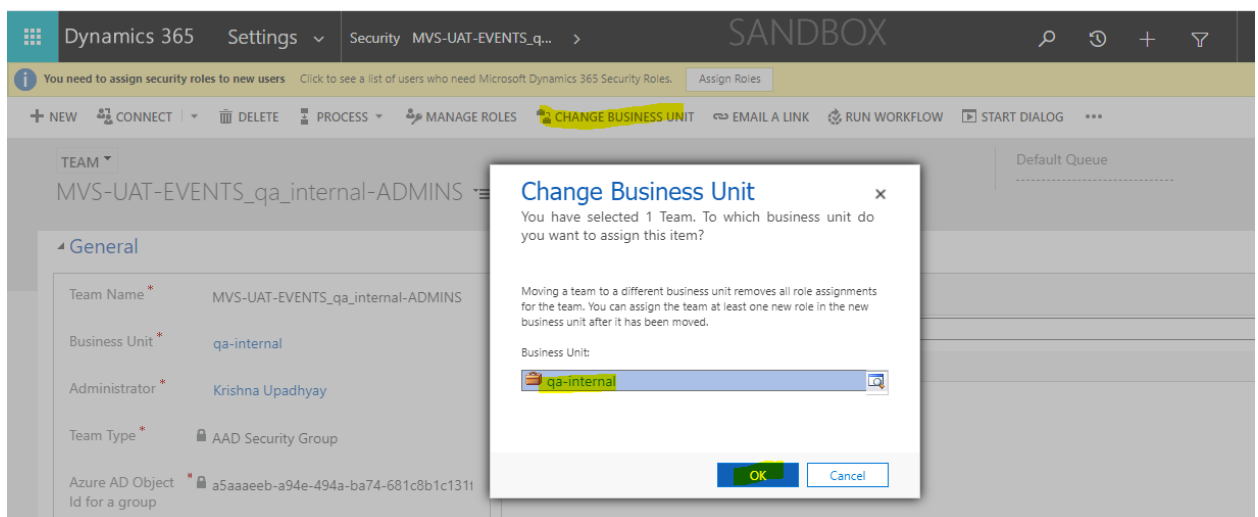 SANDBOX
Dynamics 365 Settings Security MVS-UAT-EVENTS_q... >
You need to assign security roles to new users Click to see a list of users who need Microsoft Dynamics 365 Security Roles. Assign Roles
+ NEW CONNECT DELETE PROCESS MANAGE ROLES CHANGE BUSINESS UNIT EMAIL A LINK RUN WORKFLOW START DIALOG •••
TEAM
MVS-UAT-EVENTS_qa_internal-ADMINS
Default Queue
General
Team Name * MVS-UAT-EVENTS_qa_internal-ADMINS
Business Unit * qa-internal
Administrator * Krishna Upadhyay
Team Type * AAD Security Group
Azure AD Object * a5aaaeeb-a94e-494a-ba74-681c8b1c131
Id for a group
Change Business Unit
You have selected 1 Team. To which business unit do
you want to assign this item?
Moving a team to a different business unit removes all role assignments
for the team. You can assign the team at least one new role in the new
business unit after it has been moved.
Business Unit:
qa-internal
OK Cancel